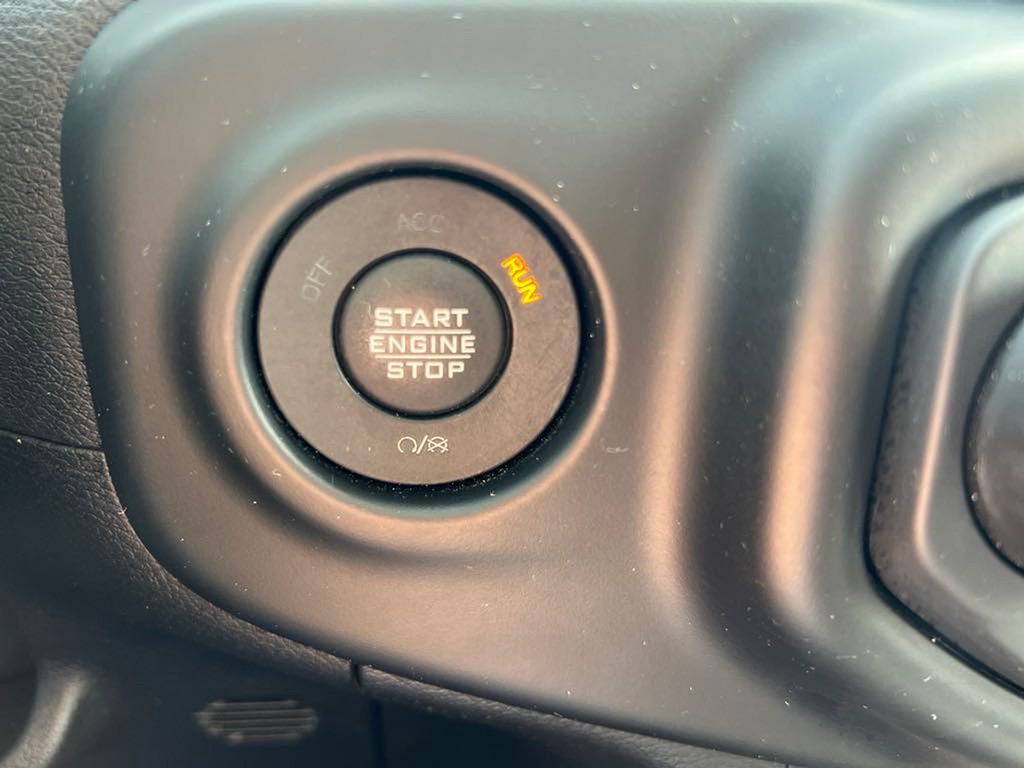 ACC
OFF
RUN
START
ENGINE
STOP